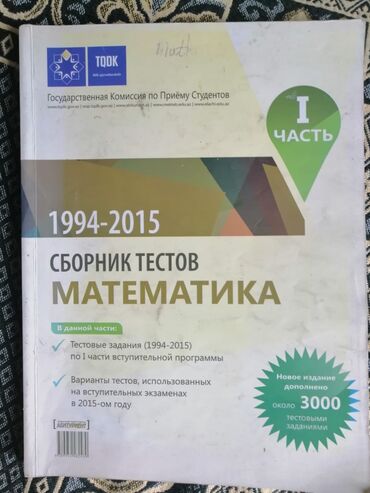 TQDK
Государственная Комиссия по Приёму Студентов
I
ЧАСТЬ
1994-2015
СБОРНИК ТЕСТОВ
МАТЕМАТИКА
В данной части:
Тестовые задания (1994-2015)
по I части вступительной программы
Варианты тестов, использованных
на вступительных экзаменах
в 2015-ом году
Новое издание
дополнено
около 3000
тестовыми
заданиями
АБИТУРИЕНТ